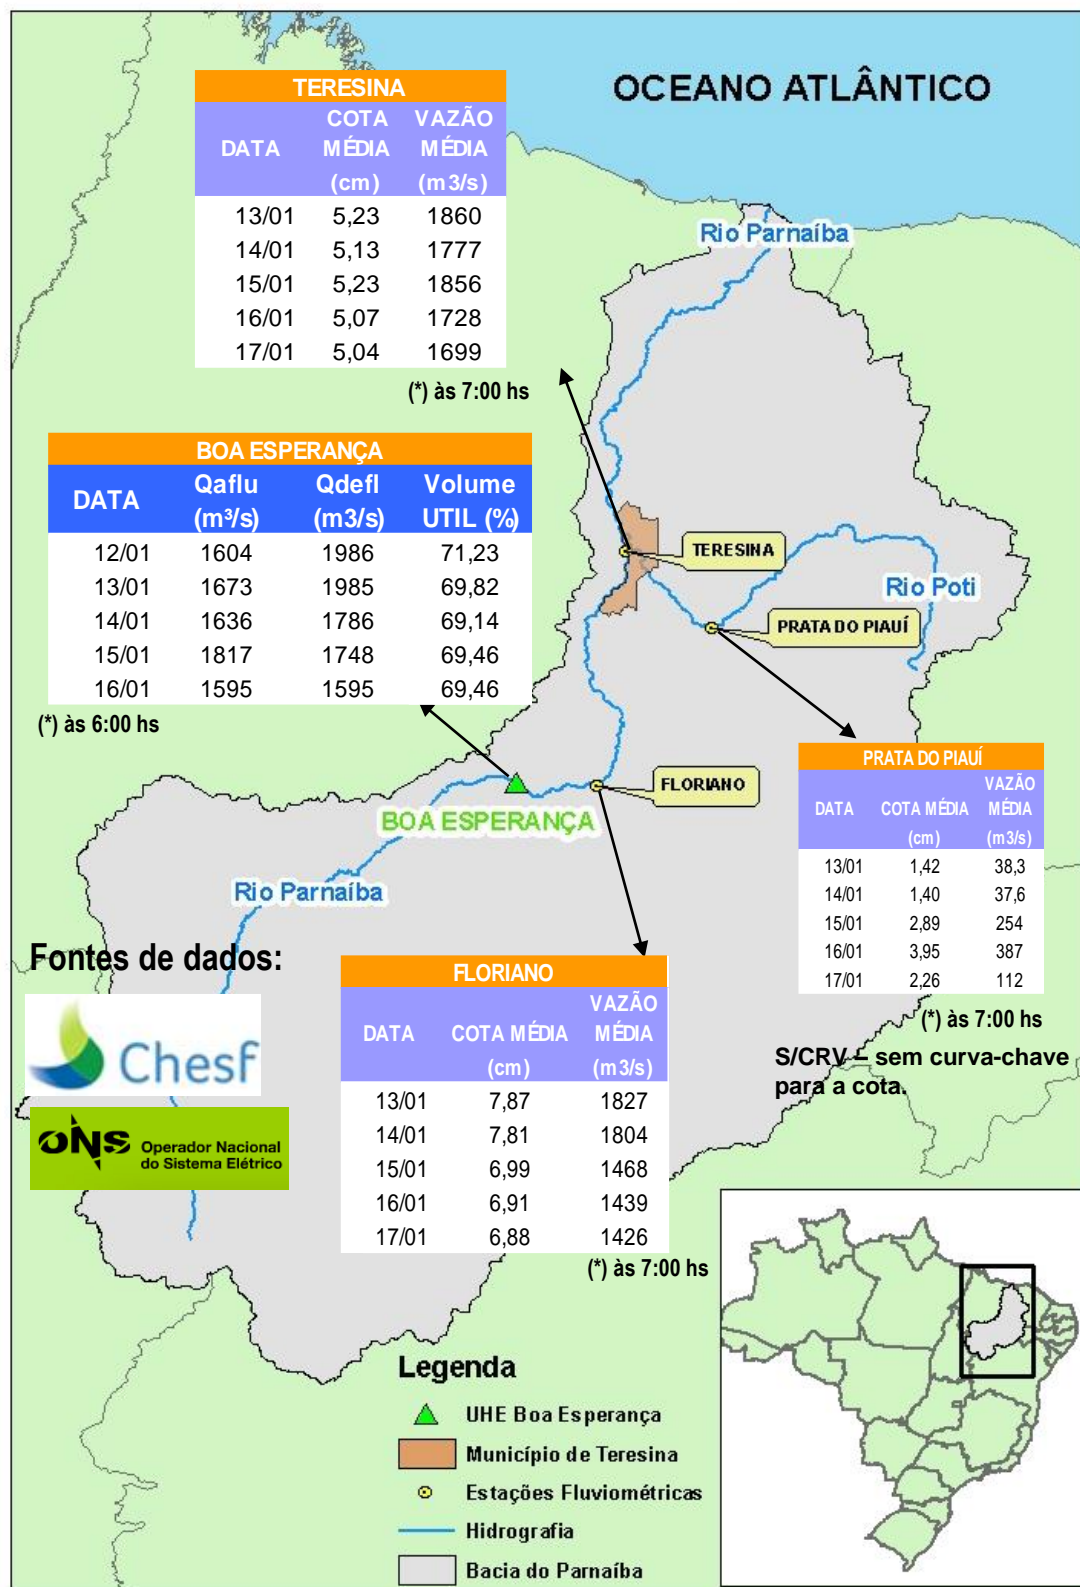 OCEANO ATLÂNTICO
TERESINA
DATA COTA MÉDIA (cm) VAZÃO MÉDIA (m3/s)
13/01 5,23 1860
14/01 5,13 1777
15/01 5,23 1856
16/01 5,07 1728
17/01 5,04 1699
(*) às 7:00 hs
Rio Parnaíba
BOA ESPERANÇA
DATA Qaflu (m³/s) Qdefl (m3/s) Volume UTIL (%)
12/01 1604 1986 71,23
13/01 1673 1985 69,82
14/01 1636 1786 69,14
15/01 1817 1748 69,46
16/01 1595 1595 69,46
(*) às 6:00 hs
TERESINA
Rio Poti
PRATA DO PIAUÍ
FLORIANO
BOA ESPERANÇA
Rio Parnaíba
PRATA DO PIAUÍ
DATA COTA MÉDIA (cm) VAZÃO MÉDIA (m3/s)
13/01 1,42 38,3
14/01 1,40 37,6
15/01 2,89 254
16/01 3,95 387
17/01 2,26 112
(*) às 7:00 hs
S/CRV – sem curva-chave
para a cota.
Fontes de dados:
Chesf
ONS Operador Nacional
do Sistema Elétrico
FLORIANO
DATA COTA MÉDIA (cm) VAZÃO MÉDIA (m3/s)
13/01 7,87 1827
14/01 7,81 1804
15/01 6,99 1468
16/01 6,91 1439
17/01 6,88 1426
(*) às 7:00 hs
Legenda
UHE Boa Esperança
Município de Teresina
Estações Fluviométricas
Hidrografia
Bacia do Parnaíba